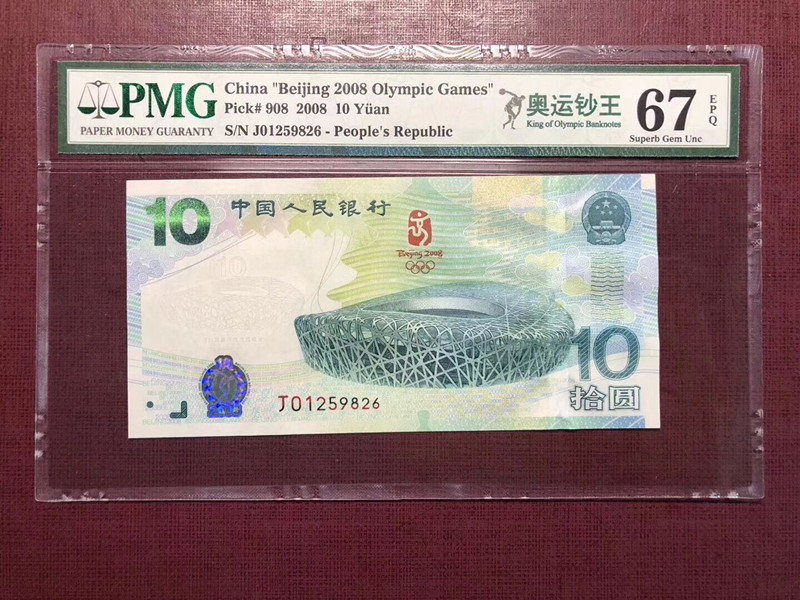 PMG
PAPER MONEY GUARANTY
China "Beijing 2008 Olympic Games"
Pick# 908 2008 10 Yüan
S/N J01259826 - People's Republic
奥运钞王
King of Olympic Banknotes
67
EPQ
Superb Gem Unc
10
中国人民银行
Beijing 2008
10
拾圆
J01259826